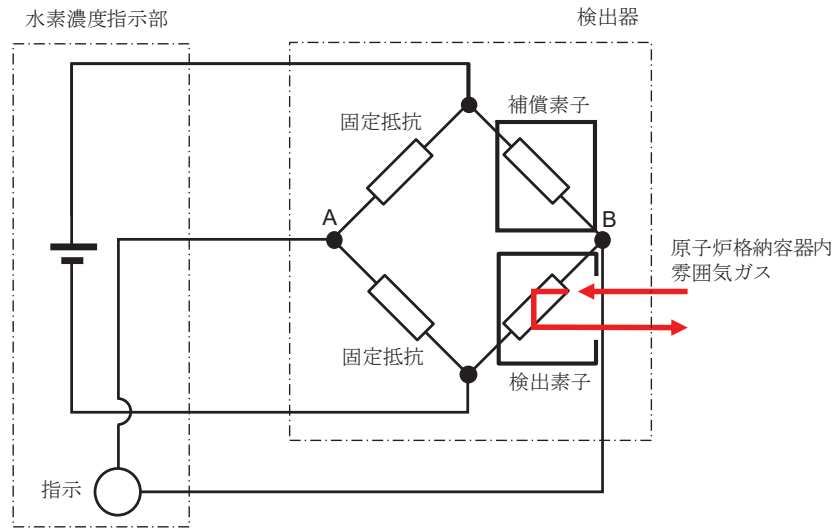 水素濃度指示部
検出器
補償素子
固定抵抗
A
B
原子炉格納容器内
雰囲気ガス
固定抵抗
検出素子
指示